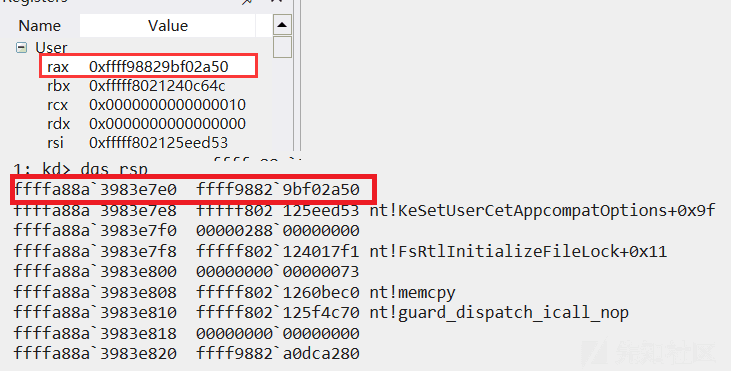 Name Value
User
rax 0xffff98829bf02a50
rbx 0xfffff8021240c64c
rcx 0x0000000000000010
rdx 0x0000000000000000
rsi 0xfffff802125eed53
1: kd> dqs rsp
ffffa88a`3983e7e0 ffff9882`9bf02a50
ffffa88a`3983e7e8 fffff802`125eed53 nt!KeSetUserCetAppcompatOptions+0x9f
ffffa88a`3983e7f0 00000288`00000000
ffffa88a`3983e7f8 fffff802`124017f1 nt!FsRtlInitializeFileLock+0x11
ffffa88a`3983e800 00000000`00000073
ffffa88a`3983e808 fffff802`1260bec0 nt!memcpy
ffffa88a`3983e810 fffff802`125f4c70 nt!guard_dispatch_icall_nop
ffffa88a`3983e818 00000000`00000000
ffffa88a`3983e820 ffff9882`a0dca280